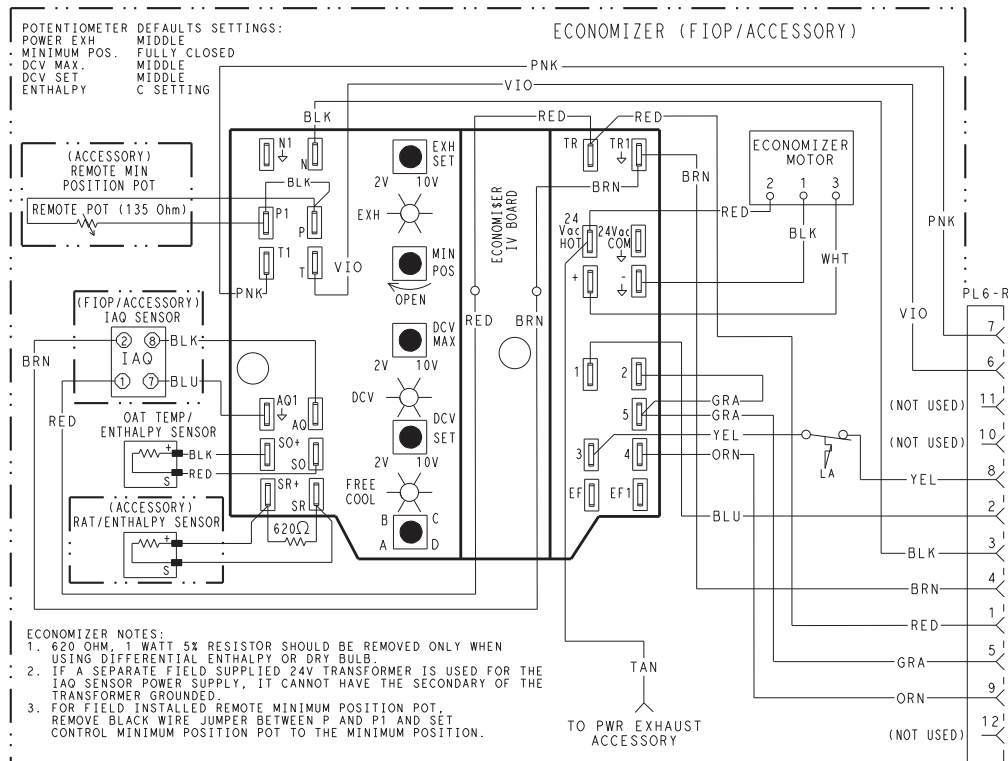 POTENTIOMETER DEFAULTS SETTINGS:
POWER EXH MIDDLE
MINIMUM POS. FULLY CLOSED
DCV MAX. MIDDLE
DCV SET MIDDLE
ENTHALPY C SETTING
ECONOMIZER (FIOP/ACCESSORY)
PNK
VIO
BLK
RED
RED
N1
N
EXH SET
2V 10V
TR
TR1
ECONOMIZER MOTOR
2 1 3
(ACCESSORY)
REMOTE MIN
POSITION POT
REMOTE POT (135 Ohm)
BLK
P1
P
EXH
BRN
BRN
RED
BLK
WHT
PNK
ECONOMI$ER
IV BOARD
24 Vac HOT
24Vac COM
T1
T
VIO
PNK
MIN POS
OPEN
+
-
RED
BRN
VIO
PL6-R
7
6
(FIOP/ACCESSORY)
IAQ SENSOR
2 8
IAQ
1 7
BLK
BLU
BRN
RED
DCV MAX
2V 10V
1
2
DCV
AQ1
AQ
5
GRA
GRA
(NOT USED) 11
OAT TEMP/
ENTHALPY SENSOR
+
S
BLK
RED
SO+
SO
DCV SET
2V 10V
3
4
YEL
ORN
LA
(NOT USED) 10
YEL
8
(ACCESSORY)
RAT/ENTHALPY SENSOR
+
S
SR+
SR
620Ω
FREE COOL
B C
A D
EF
EF1
BLU
2
BLK
3
BRN
4
RED
1
GRA
5
ORN
9
(NOT USED) 12
TAN
TO PWR EXHAUST
ACCESSORY
ECONOMIZER NOTES:
1. 620 OHM, 1 WATT 5% RESISTOR SHOULD BE REMOVED ONLY WHEN
USING DIFFERENTIAL ENTHALPY OR DRY BULB.
2. IF A SEPARATE FIELD SUPPLIED 24V TRANSFORMER IS USED FOR THE
IAQ SENSOR POWER SUPPLY, IT CANNOT HAVE THE SECONDARY OF THE
TRANSFORMER GROUNDED.
3. FOR FIELD INSTALLED REMOTE MINIMUM POSITION POT,
REMOVE BLACK WIRE JUMPER BETWEEN P AND P1 AND SET
CONTROL MINIMUM POSITION POT TO THE MINIMUM POSITION.